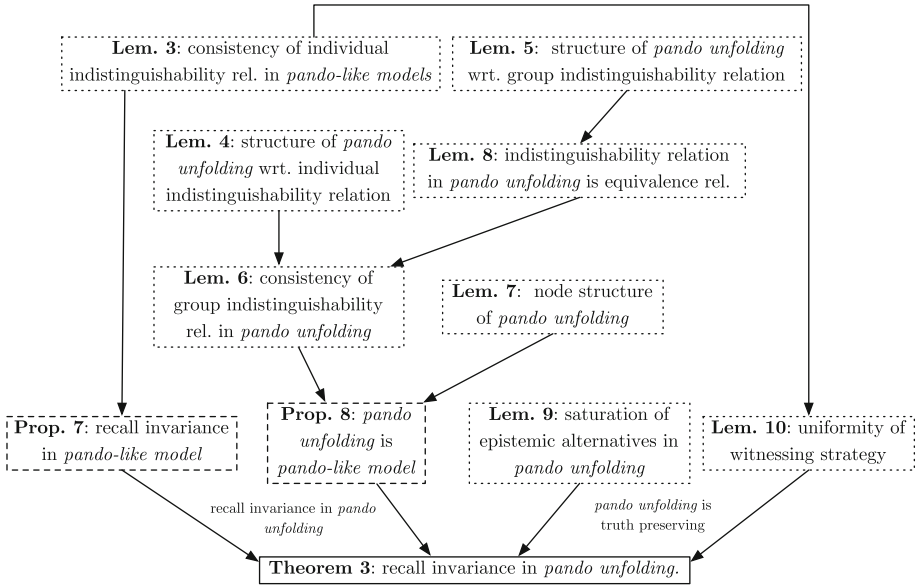 Lem. 3: consistency of individual
indistinguishability rel. in pando-like models
Lem. 5: structure of pando unfolding
wrt. group indistinguishability relation
Lem. 4: structure of pando
unfolding wrt. individual
indistinguishability relation
Lem. 8: indistinguishability relation
in pando unfolding is equivalence rel.
Lem. 6: consistency of
group indistinguishability
rel. in pando unfolding
Lem. 7: node structure
of pando unfolding
Prop. 7: recall invariance
in pando-like model
Prop. 8: pando
unfolding is
pando-like model
Lem. 9: saturation of
epistemic alternatives in
pando unfolding
Lem. 10: uniformity of
witnessing strategy
recall invariance in pando
unfolding
pando unfolding is
truth preserving
Theorem 3: recall invariance in pando unfolding.